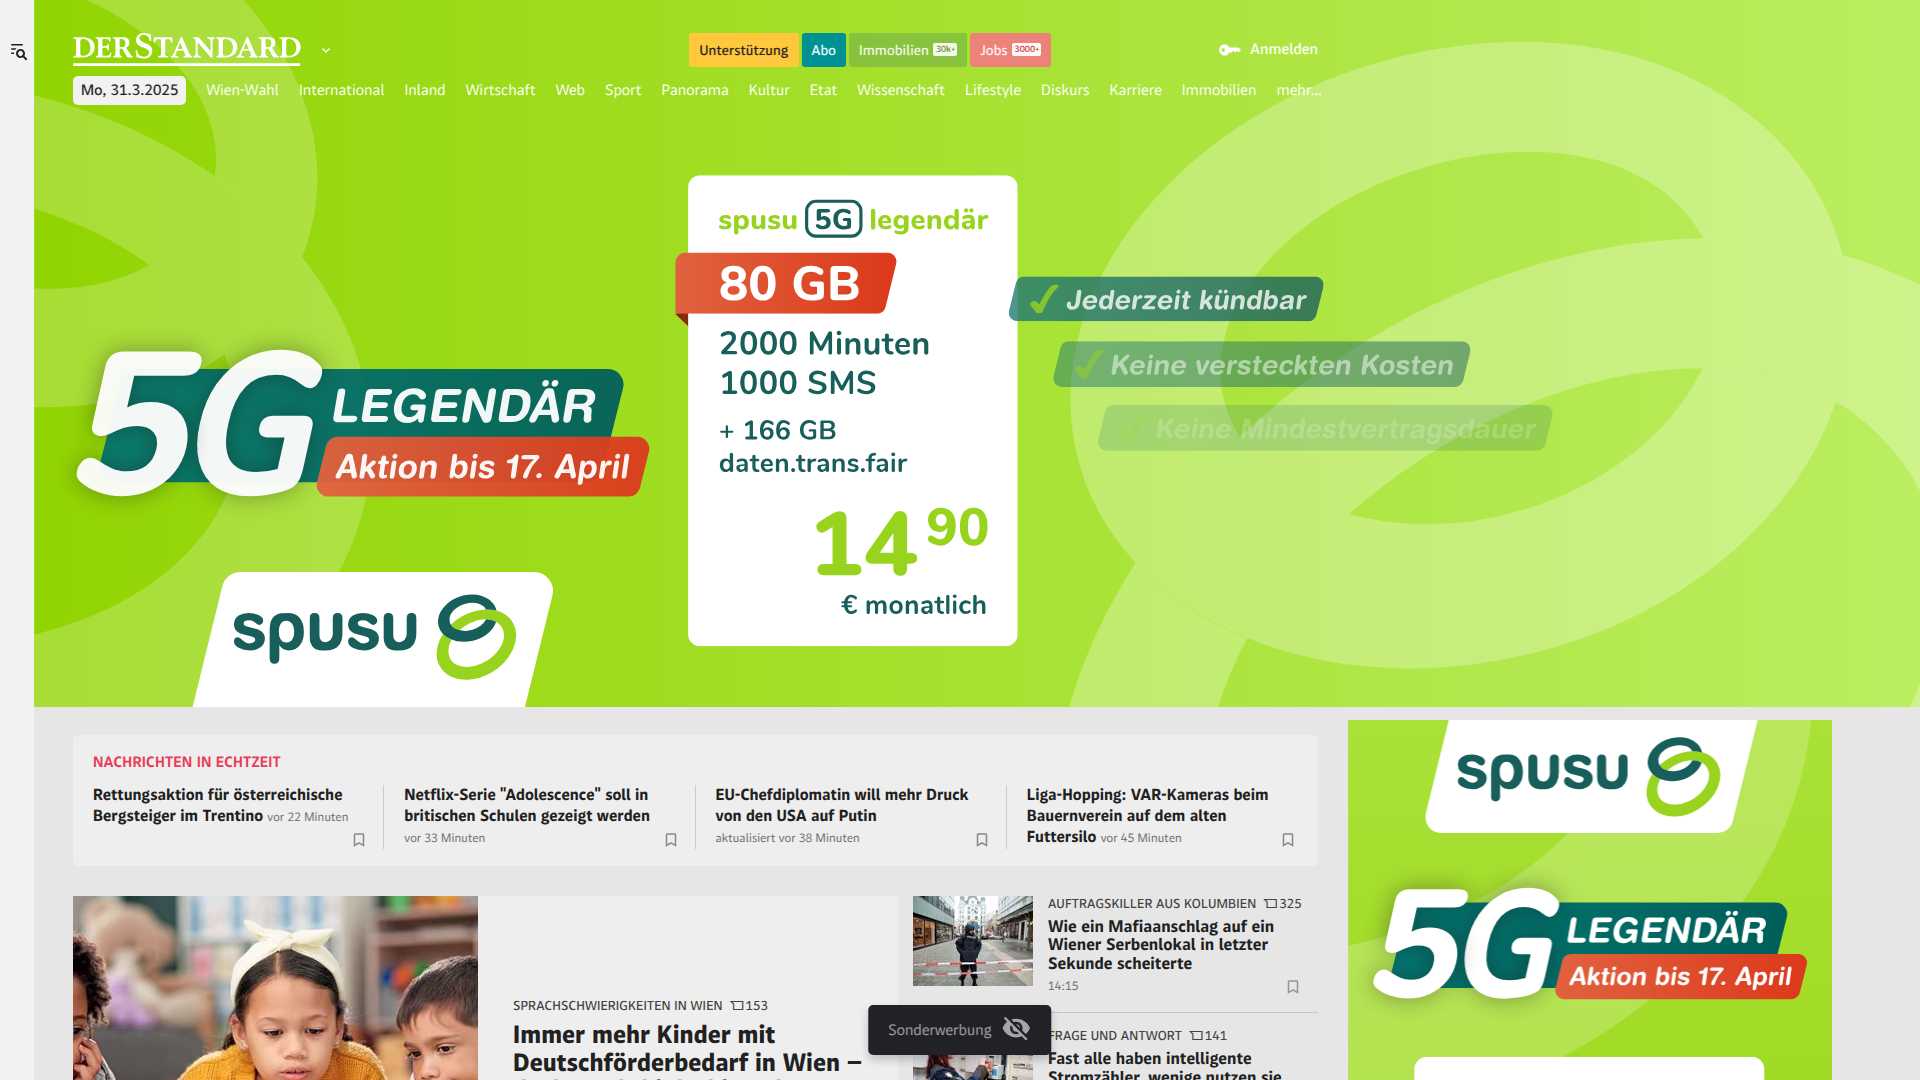 DERSTANDARD
Unterstützung
Abo
Immobilien 30k+
Jobs 3000+
Anmelden
Mo, 31.3.2025
Wien-Wahl
International
Inland
Wirtschaft
Web
Sport
Panorama
Kultur
Etat
Wissenschaft
Lifestyle
Diskurs
Karriere
Immobilien
mehr...
5G LEGENDÄR
Aktion bis 17. April
spusu
spusu 5G legendär
80 GB
2000 Minuten
1000 SMS
+ 166 GB
daten.trans.fair
14 90
€ monatlich
Jederzeit kündbar
Keine versteckten Kosten
Keine Mindestvertragsdauer
NACHRICHTEN IN ECHTZEIT
Rettungsaktion für österreichische
Bergsteiger im Trentino vor 22 Minuten
Netflix-Serie "Adolescence" soll in
britischen Schulen gezeigt werden
vor 33 Minuten
EU-Chefdiplomatin will mehr Druck
von den USA auf Putin
aktualisiert vor 38 Minuten
Liga-Hopping: VAR-Kameras beim
Bauernverein auf dem alten
Futtersilo vor 45 Minuten
SPRACHSCHWIERIGKEITEN IN WIEN 153
Immer mehr Kinder mit
Deutschförderbedarf in Wien –
AUFTRAGSKILLER AUS KOLUMBIEN 325
Wie ein Mafiaanschlag auf ein
Wiener Serbenlokal in letzter
Sekunde scheiterte
14:15
FRAGE UND ANTWORT 141
Fast alle haben intelligente
Stromzähler, wenige nutzen sie
Sonderwerbung
spusu
5G LEGENDÄR
Aktion bis 17. April